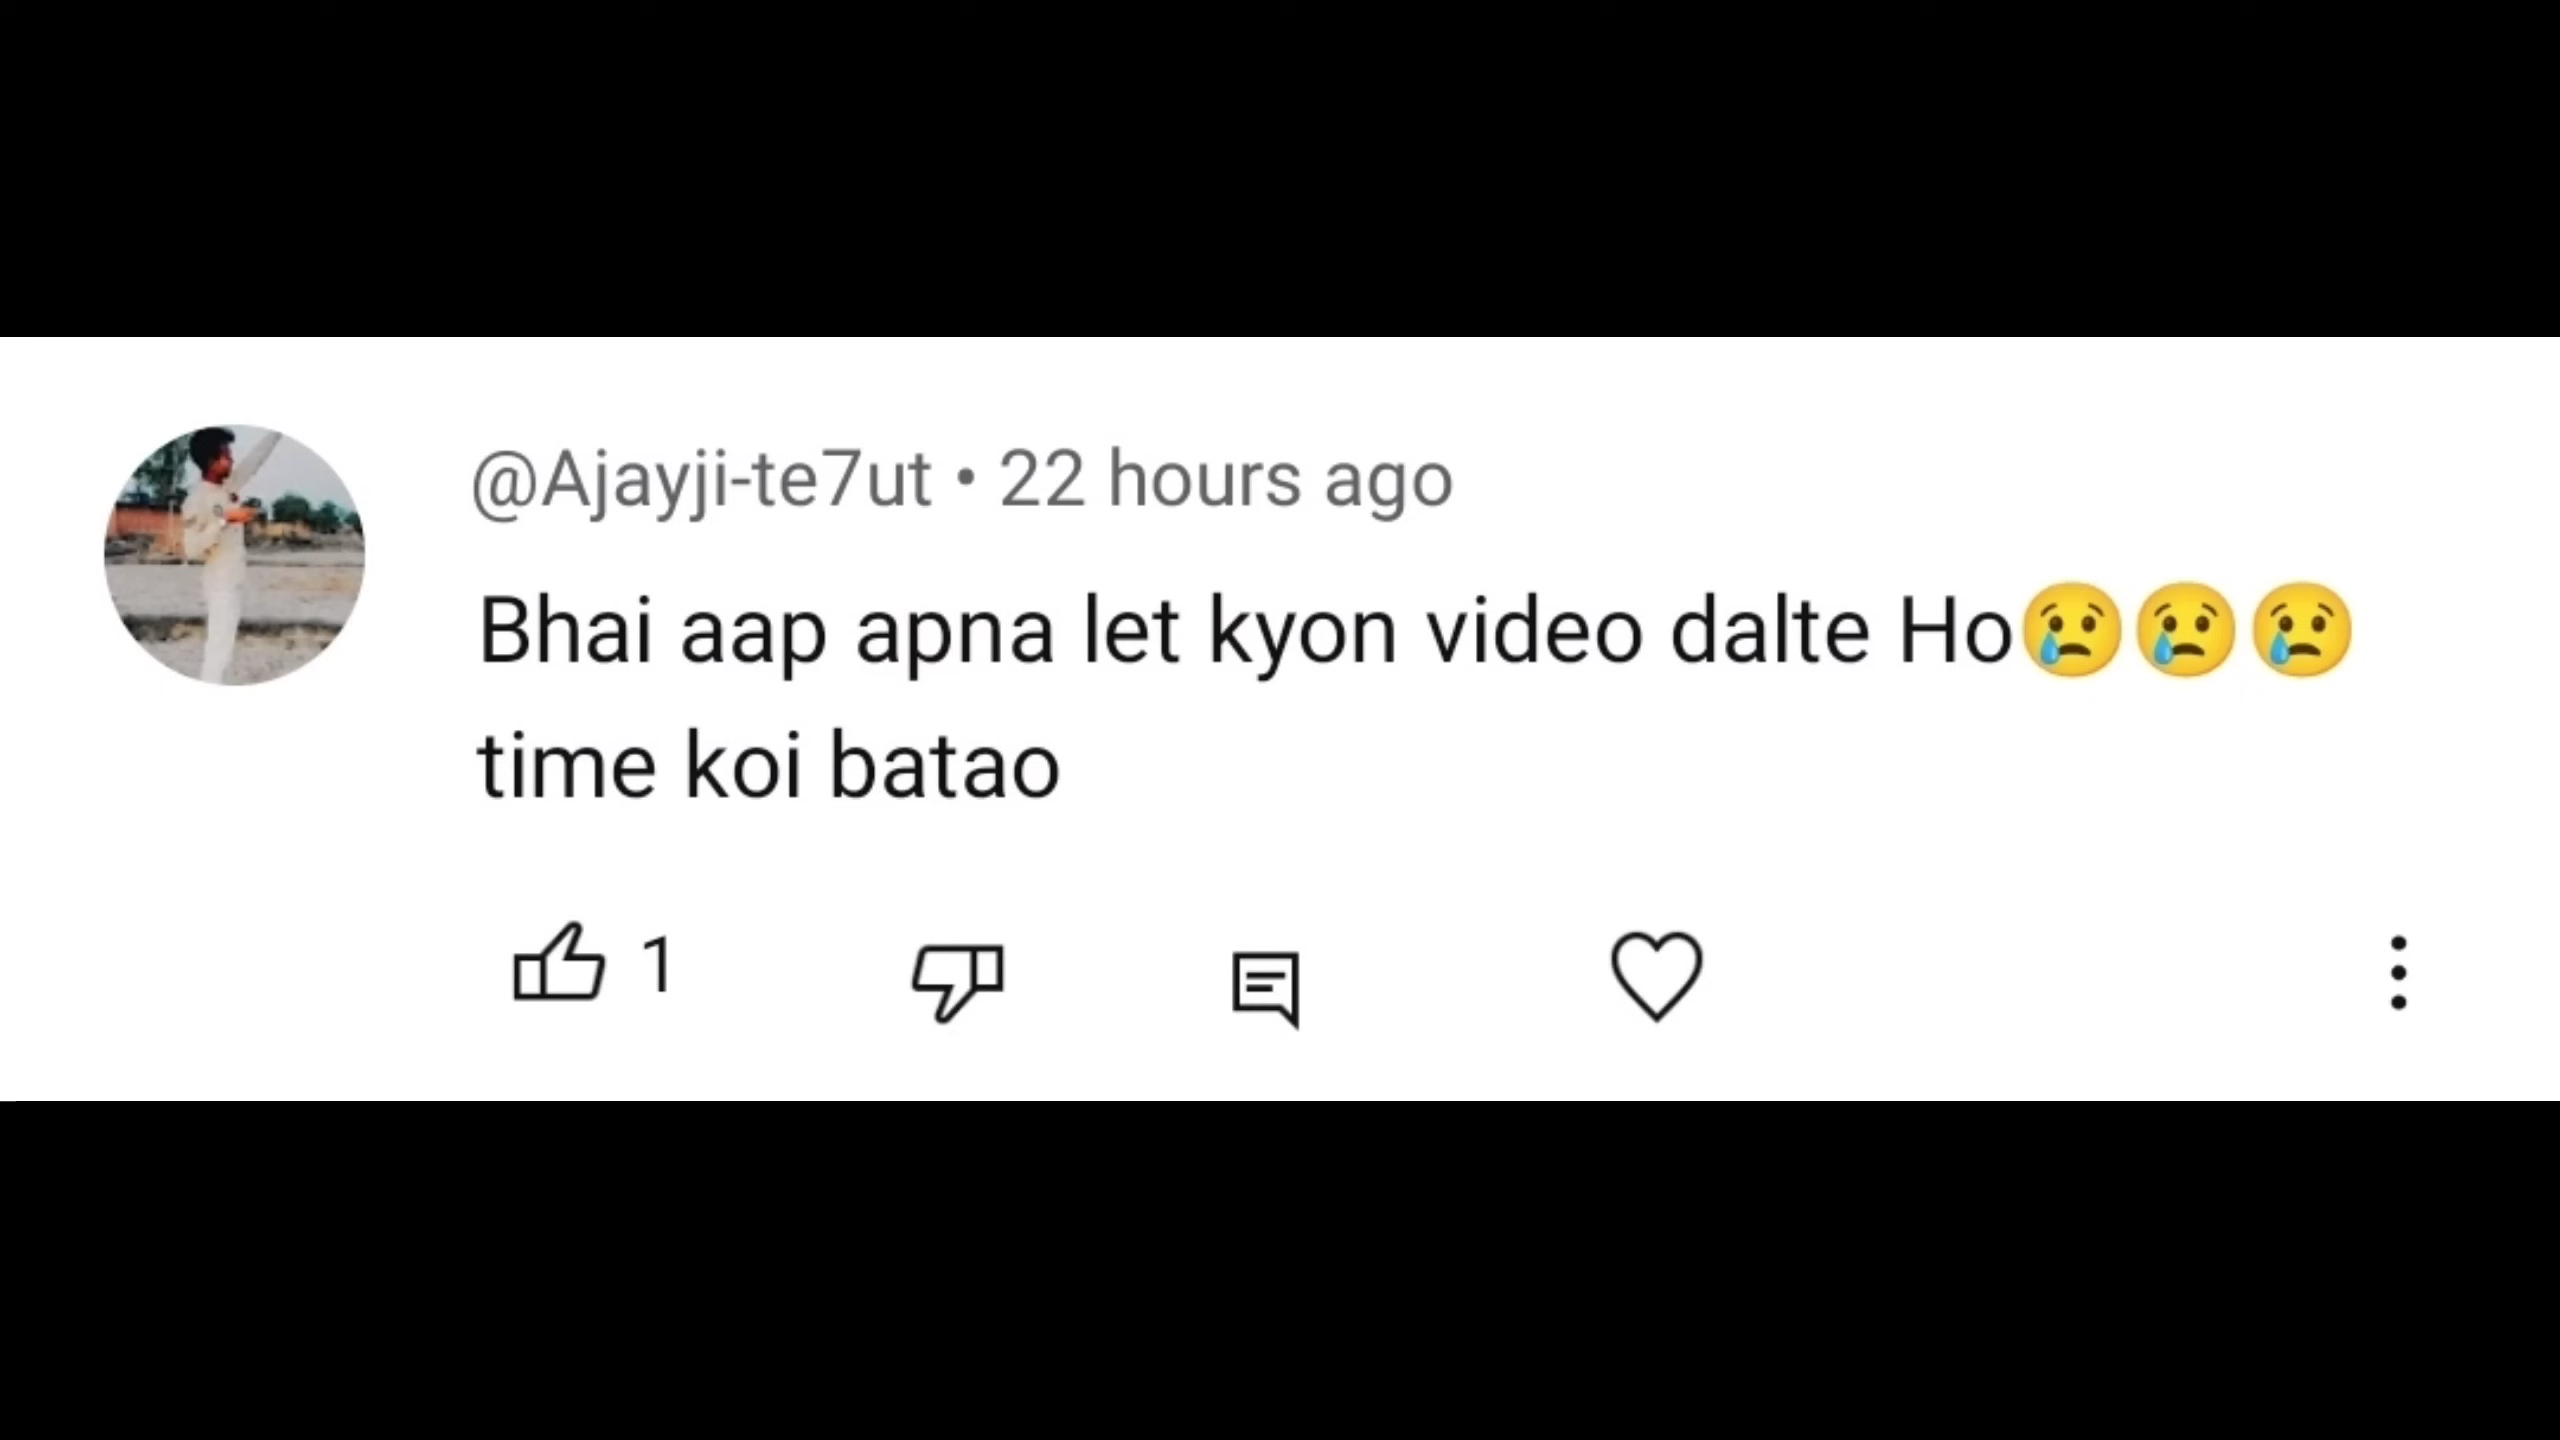 @Ajayji-te7ut • 22 hours ago
Bhai aap apna let kyon video dalte Ho😢😢😢
time koi batao
1